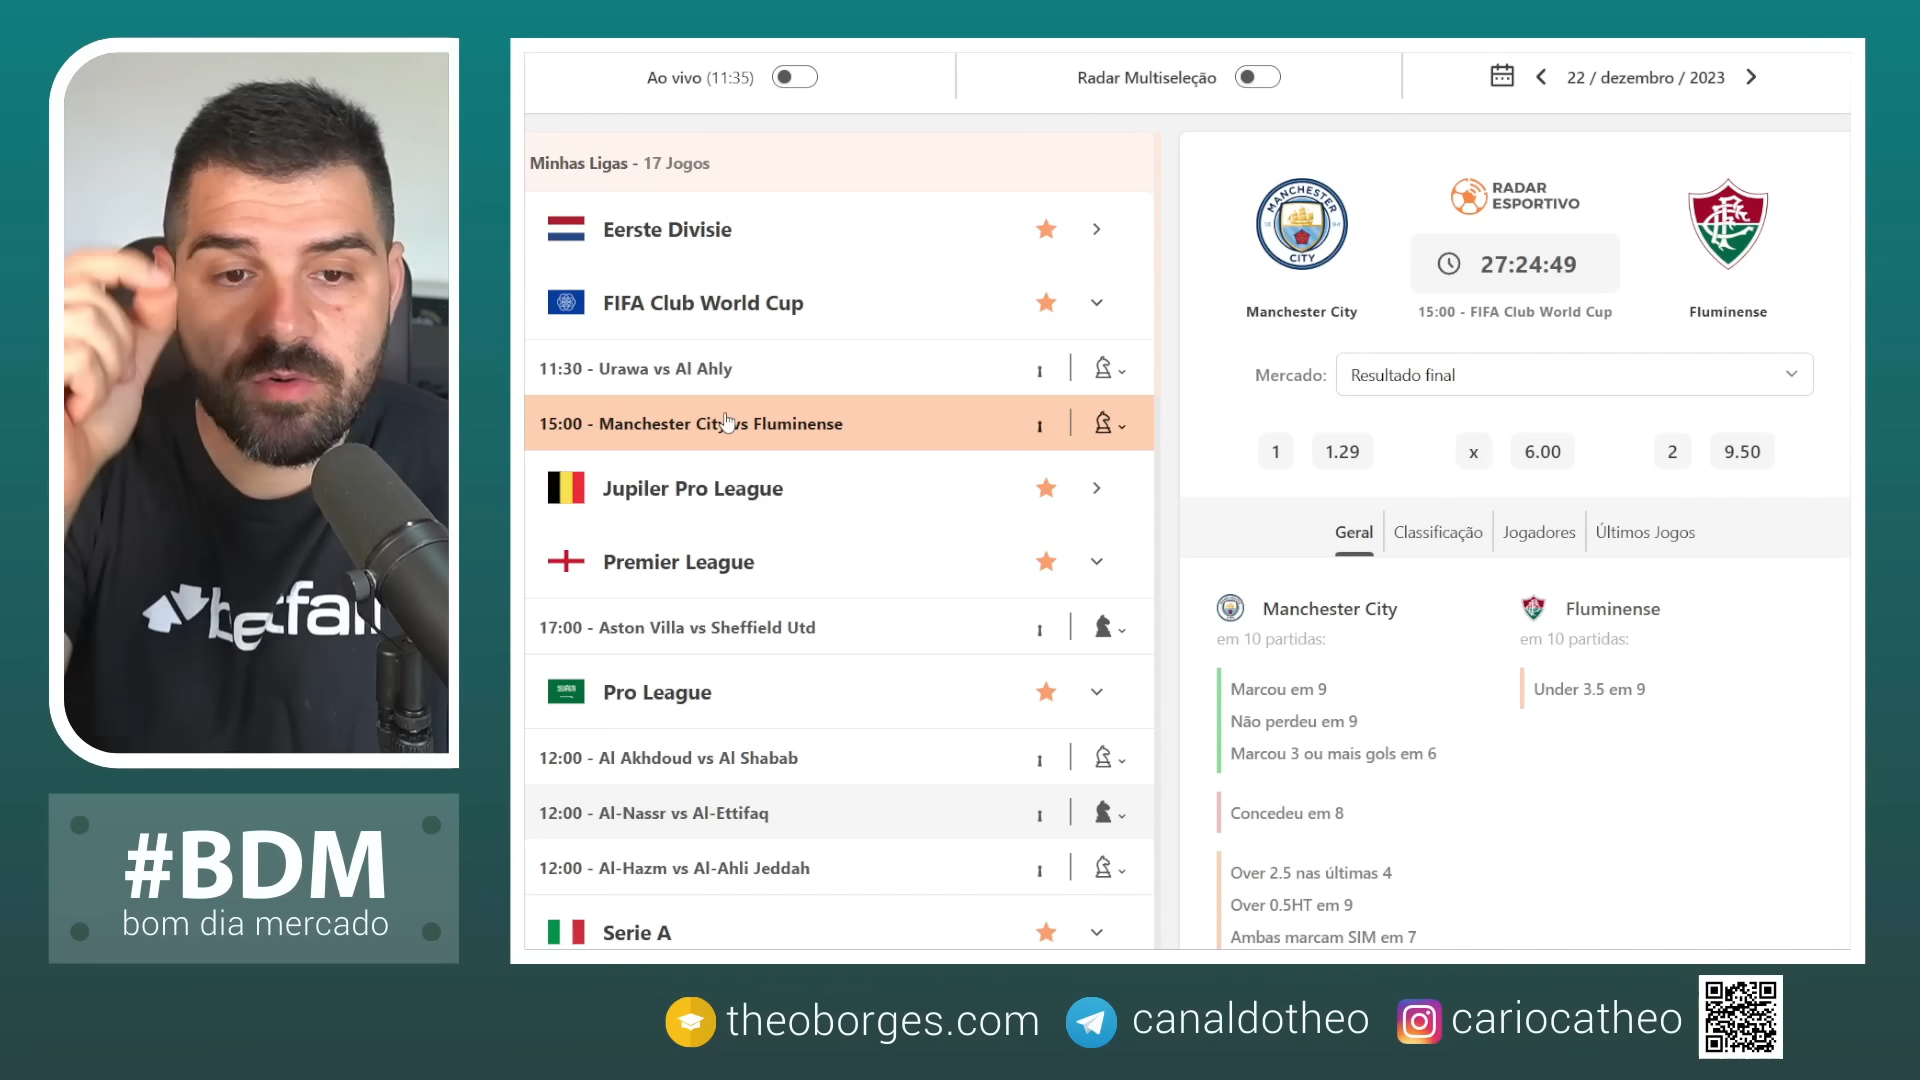 Ao vivo (11:35)
Radar Multiseleção
22 / dezembro / 2023
Minhas Ligas - 17 Jogos
Eerste Divisie
FIFA Club World Cup
11:30 - Urawa vs Al Ahly
15:00 - Manchester City vs Fluminense
Jupiler Pro League
Premier League
17:00 - Aston Villa vs Sheffield Utd
Pro League
12:00 - Al Akhdoud vs Al Shabab
12:00 - Al-Nassr vs Al-Ettifaq
12:00 - Al-Hazm vs Al-Ahli Jeddah
Serie A
MANCHESTER
CITY
RADAR
ESPORTIVO
27:24:49
Manchester City
15:00 - FIFA Club World Cup
Fluminense
Mercado:
Resultado final
1 1.29 x 6.00 2 9.50
Geral
Classificação
Jogadores
Últimos Jogos
Manchester City
em 10 partidas:
Marcou em 9
Não perdeu em 9
Marcou 3 ou mais gols em 6
Concedeu em 8
Over 2.5 nas últimas 4
Over 0.5HT em 9
Ambas marcam SIM em 7
Fluminense
em 10 partidas:
Under 3.5 em 9
betfair
#BDM
bom dia mercado
theoborges.com
canaldotheo
cariocatheo